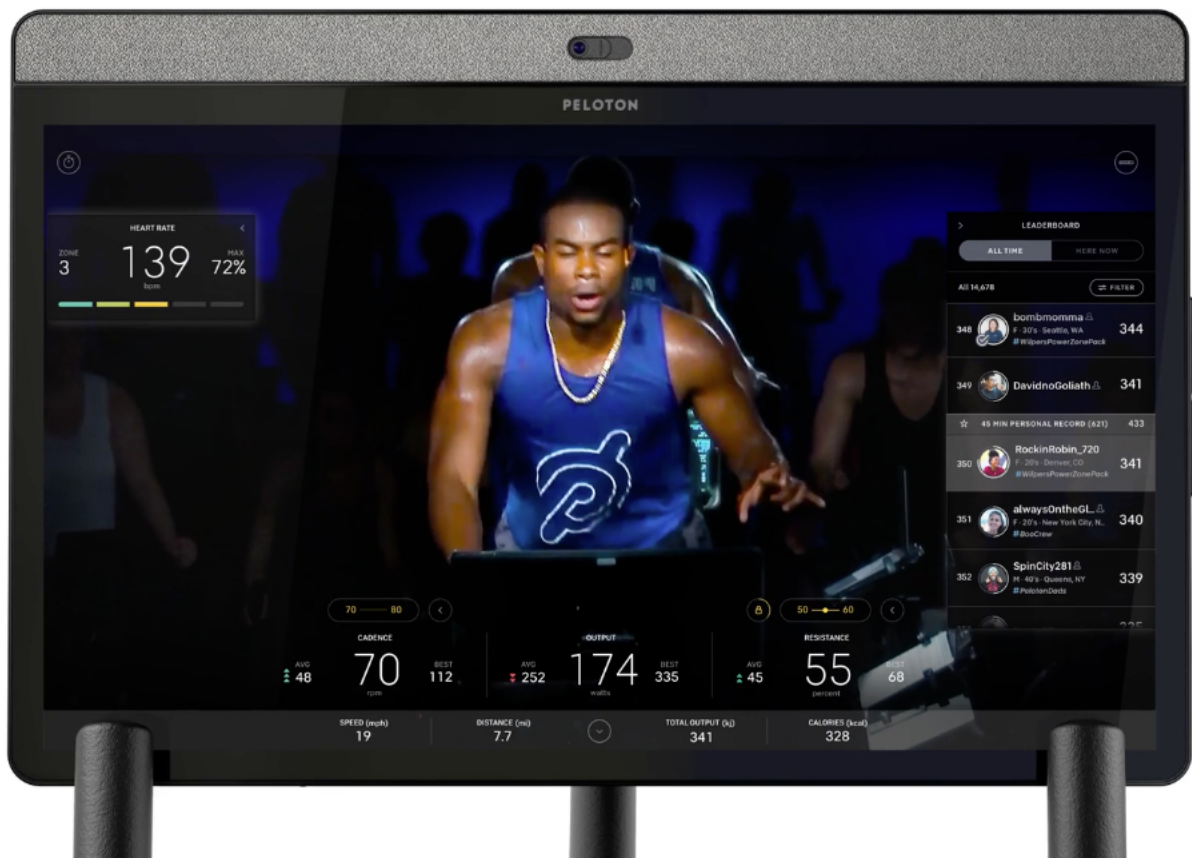 PELOTON
HEART RATE
ZONE
3
139
bpm
MAX
72%
LEADERBOARD
ALL TIME
HERE NOW
All 14,678
FILTER
348
bombmomma
F · 30's · Seattle, WA
#WilpersPowerZonePack
344
349
DavidnoGoliath
341
45 MIN PERSONAL RECORD (621)
433
350
RockinRobin_720
F · 20's · Denver, CO
#WilpersPowerZonePack
341
351
alwaysOntheGL..
F · 20's · New York City, N..
#BooCrew
340
352
SpinCity281
M · 40's · Queens, NY
#PelotonDads
339
70 80
50 60
CADENCE
AVG
48
70
rpm
BEST
112
OUTPUT
AVG
252
174
watts
BEST
335
RESISTANCE
AVG
45
55
percent
BEST
68
SPEED (mph)
19
DISTANCE (mi)
7.7
TOTAL OUTPUT (kj)
341
CALORIES (kcal)
328